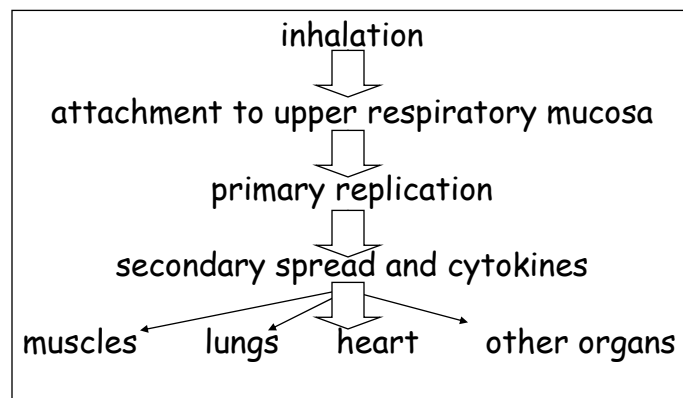 inhalation
attachment to upper respiratory mucosa
primary replication
secondary spread and cytokines
muscles lungs heart other organs